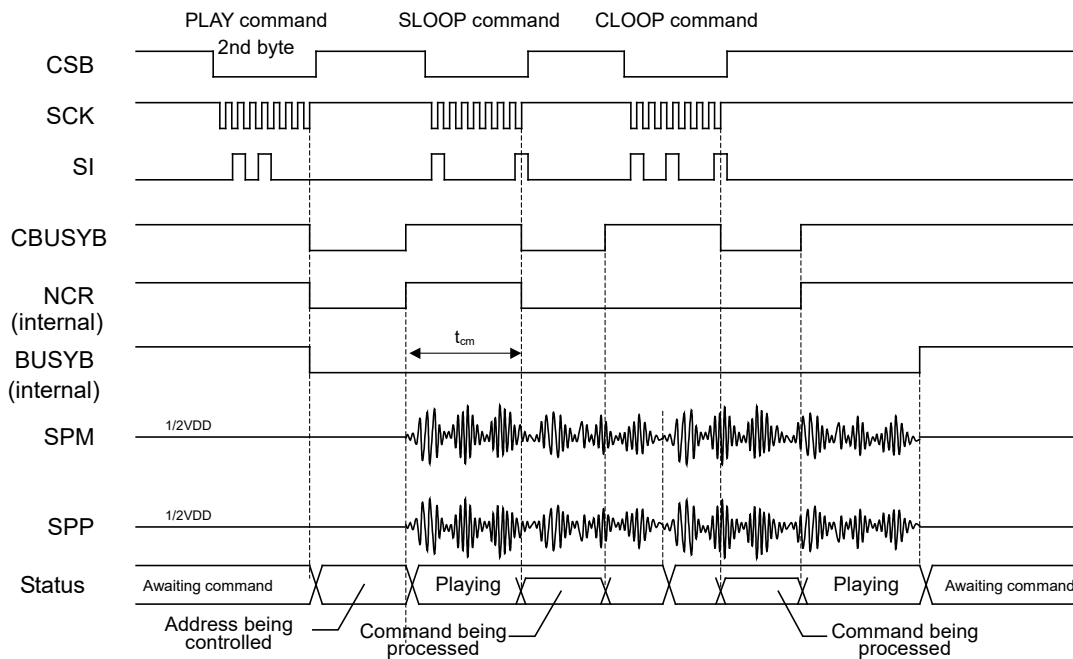 PLAY command
2nd byte
SLOOP command
CLOOP command
CSB
SCK
SI
CBUSYB
NCR
(internal)
tcm
BUSYB
(internal)
SPM
1/2VDD
SPP
1/2VDD
Status
Awaiting command
Playing
Playing
Awaiting command
Address being
controlled
Command being
processed
Command being
processed